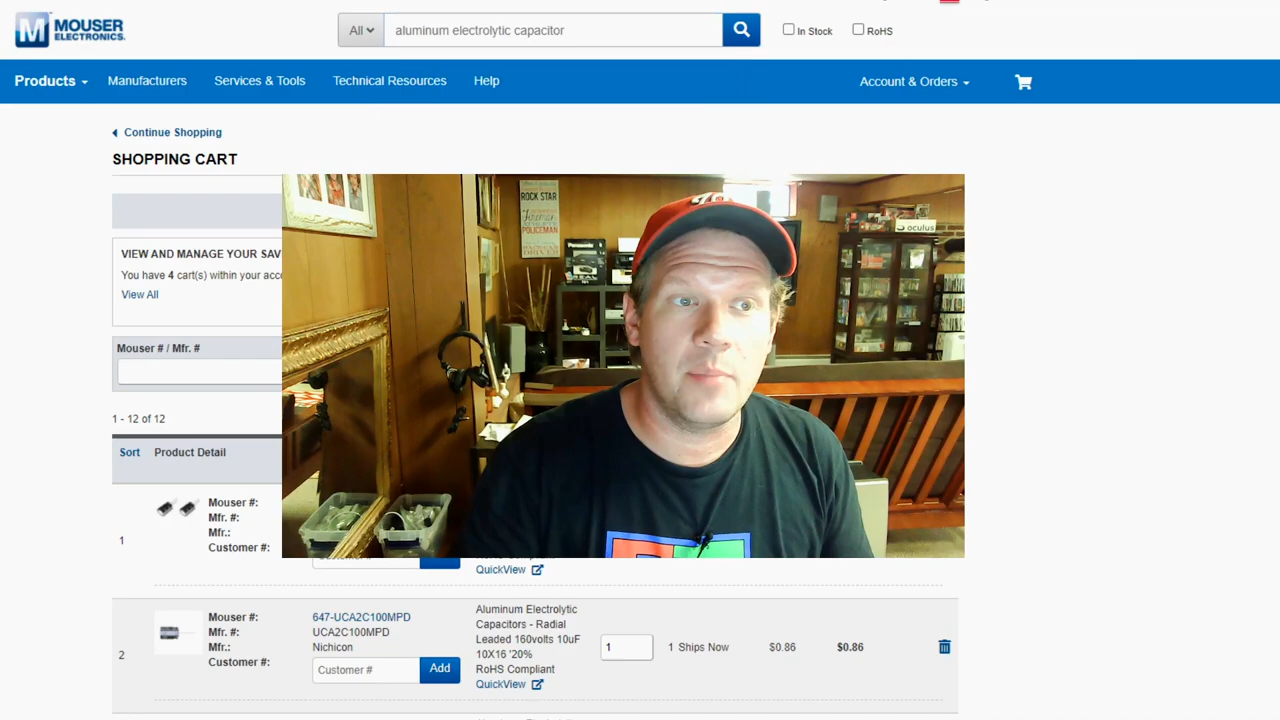 MOUSER
ELECTRONICS
All
aluminum electrolytic capacitor
In Stock
RoHS
Products
Manufacturers
Services & Tools
Technical Resources
Help
Account & Orders
Continue Shopping
SHOPPING CART
VIEW AND MANAGE YOUR SAV
You have 4 cart(s) within your acc
View All
Mouser # / Mfr. #
1 - 12 of 12
Sort
Product Detail
ROCK STAR
Fireman
ATHLETE
POLICEMAN
oculus
1
Mouser #:
Mfr. #:
Mfr.:
Customer #:
QuickView
2
Mouser #:
Mfr. #:
Mfr.:
Customer #:
647-UCA2C100MPD
UCA2C100MPD
Nichicon
Customer #
Add
Aluminum Electrolytic
Capacitors - Radial
Leaded 160volts 10uF
10X16 '20%
RoHS Compliant
QuickView
1
1 Ships Now
$0.86
$0.86